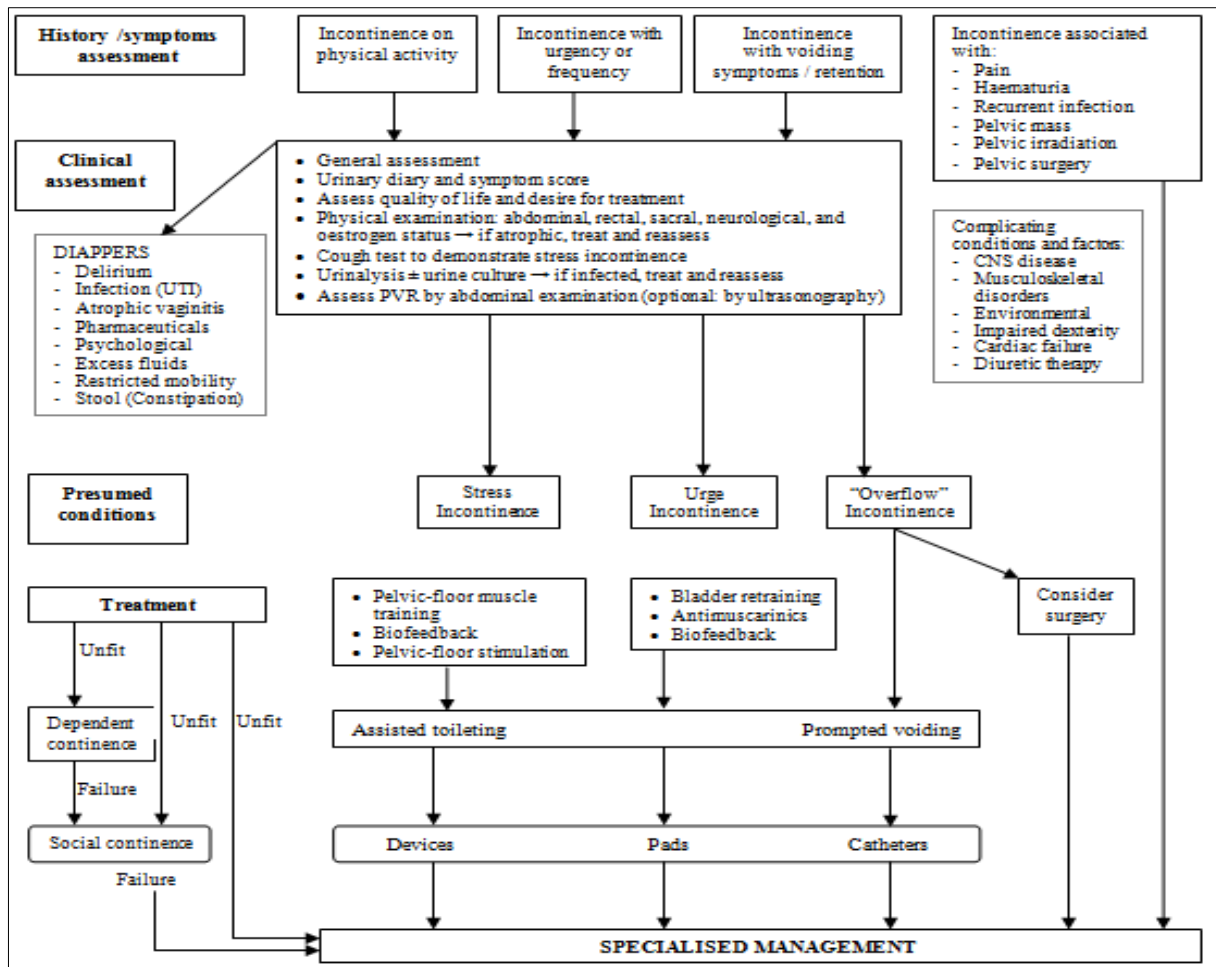 History /symptoms
assessment
Incontinence on
physical activity
Incontinence with
urgency or
frequency
Incontinence
with voiding
symptoms / retention
Incontinence associated
with:
- Pain
- Haematuria
- Recurrent infection
- Pelvic mass
- Pelvic irradiation
- Pelvic surgery
Clinical
assessment
• General assessment
• Urinary diary and symptom score
• Assess quality of life and desire for treatment
• Physical examination: abdominal, rectal, sacral, neurological, and
oestrogen status → if atrophic, treat and reassess
• Cough test to demonstrate stress incontinence
• Urinalysis ± urine culture → if infected, treat and reassess
• Assess PVR by abdominal examination (optional: by ultrasonography)
DIAPPERS
- Delirium
- Infection (UTI)
- Atrophic vaginitis
- Pharmaceuticals
- Psychological
- Excess fluids
- Restricted mobility
- Stool (Constipation)
Complicating
conditions and factors:
- CNS disease
- Musculoskeletal
disorders
- Environmental
- Impaired dexterity
- Cardiac failure
- Diuretic therapy
Presumed
conditions
Stress
Incontinence
Urge
Incontinence
“Overflow”
Incontinence
Treatment
• Pelvic-floor muscle
training
• Biofeedback
• Pelvic-floor stimulation
• Bladder retraining
• Antimuscarinics
• Biofeedback
Consider
surgery
Unfit
Unfit
Unfit
Dependent
continence
Assisted toileting
Prompted voiding
Failure
Social continence
Devices
Pads
Catheters
Failure
SPECIALISED MANAGEMENT